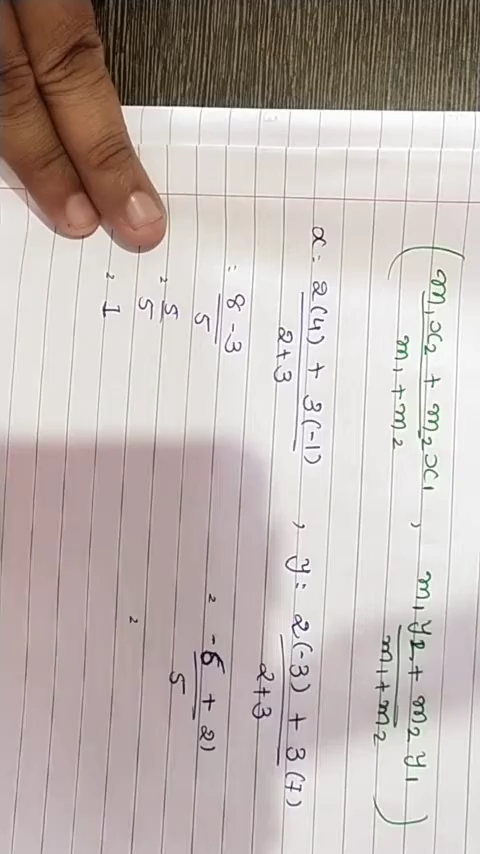 ( m₁x₂ + m₂x₁ / m₁ + m₂ , m₁y₂ + m₂y₁ / m₁ + m₂ )
x = 2(4) + 3(-1) / 2+3 , y = 2(-3) + 3(7) / 2+3
= 8-3 / 5 = -6 + 21 / 5
= 5 / 5 =
= 1